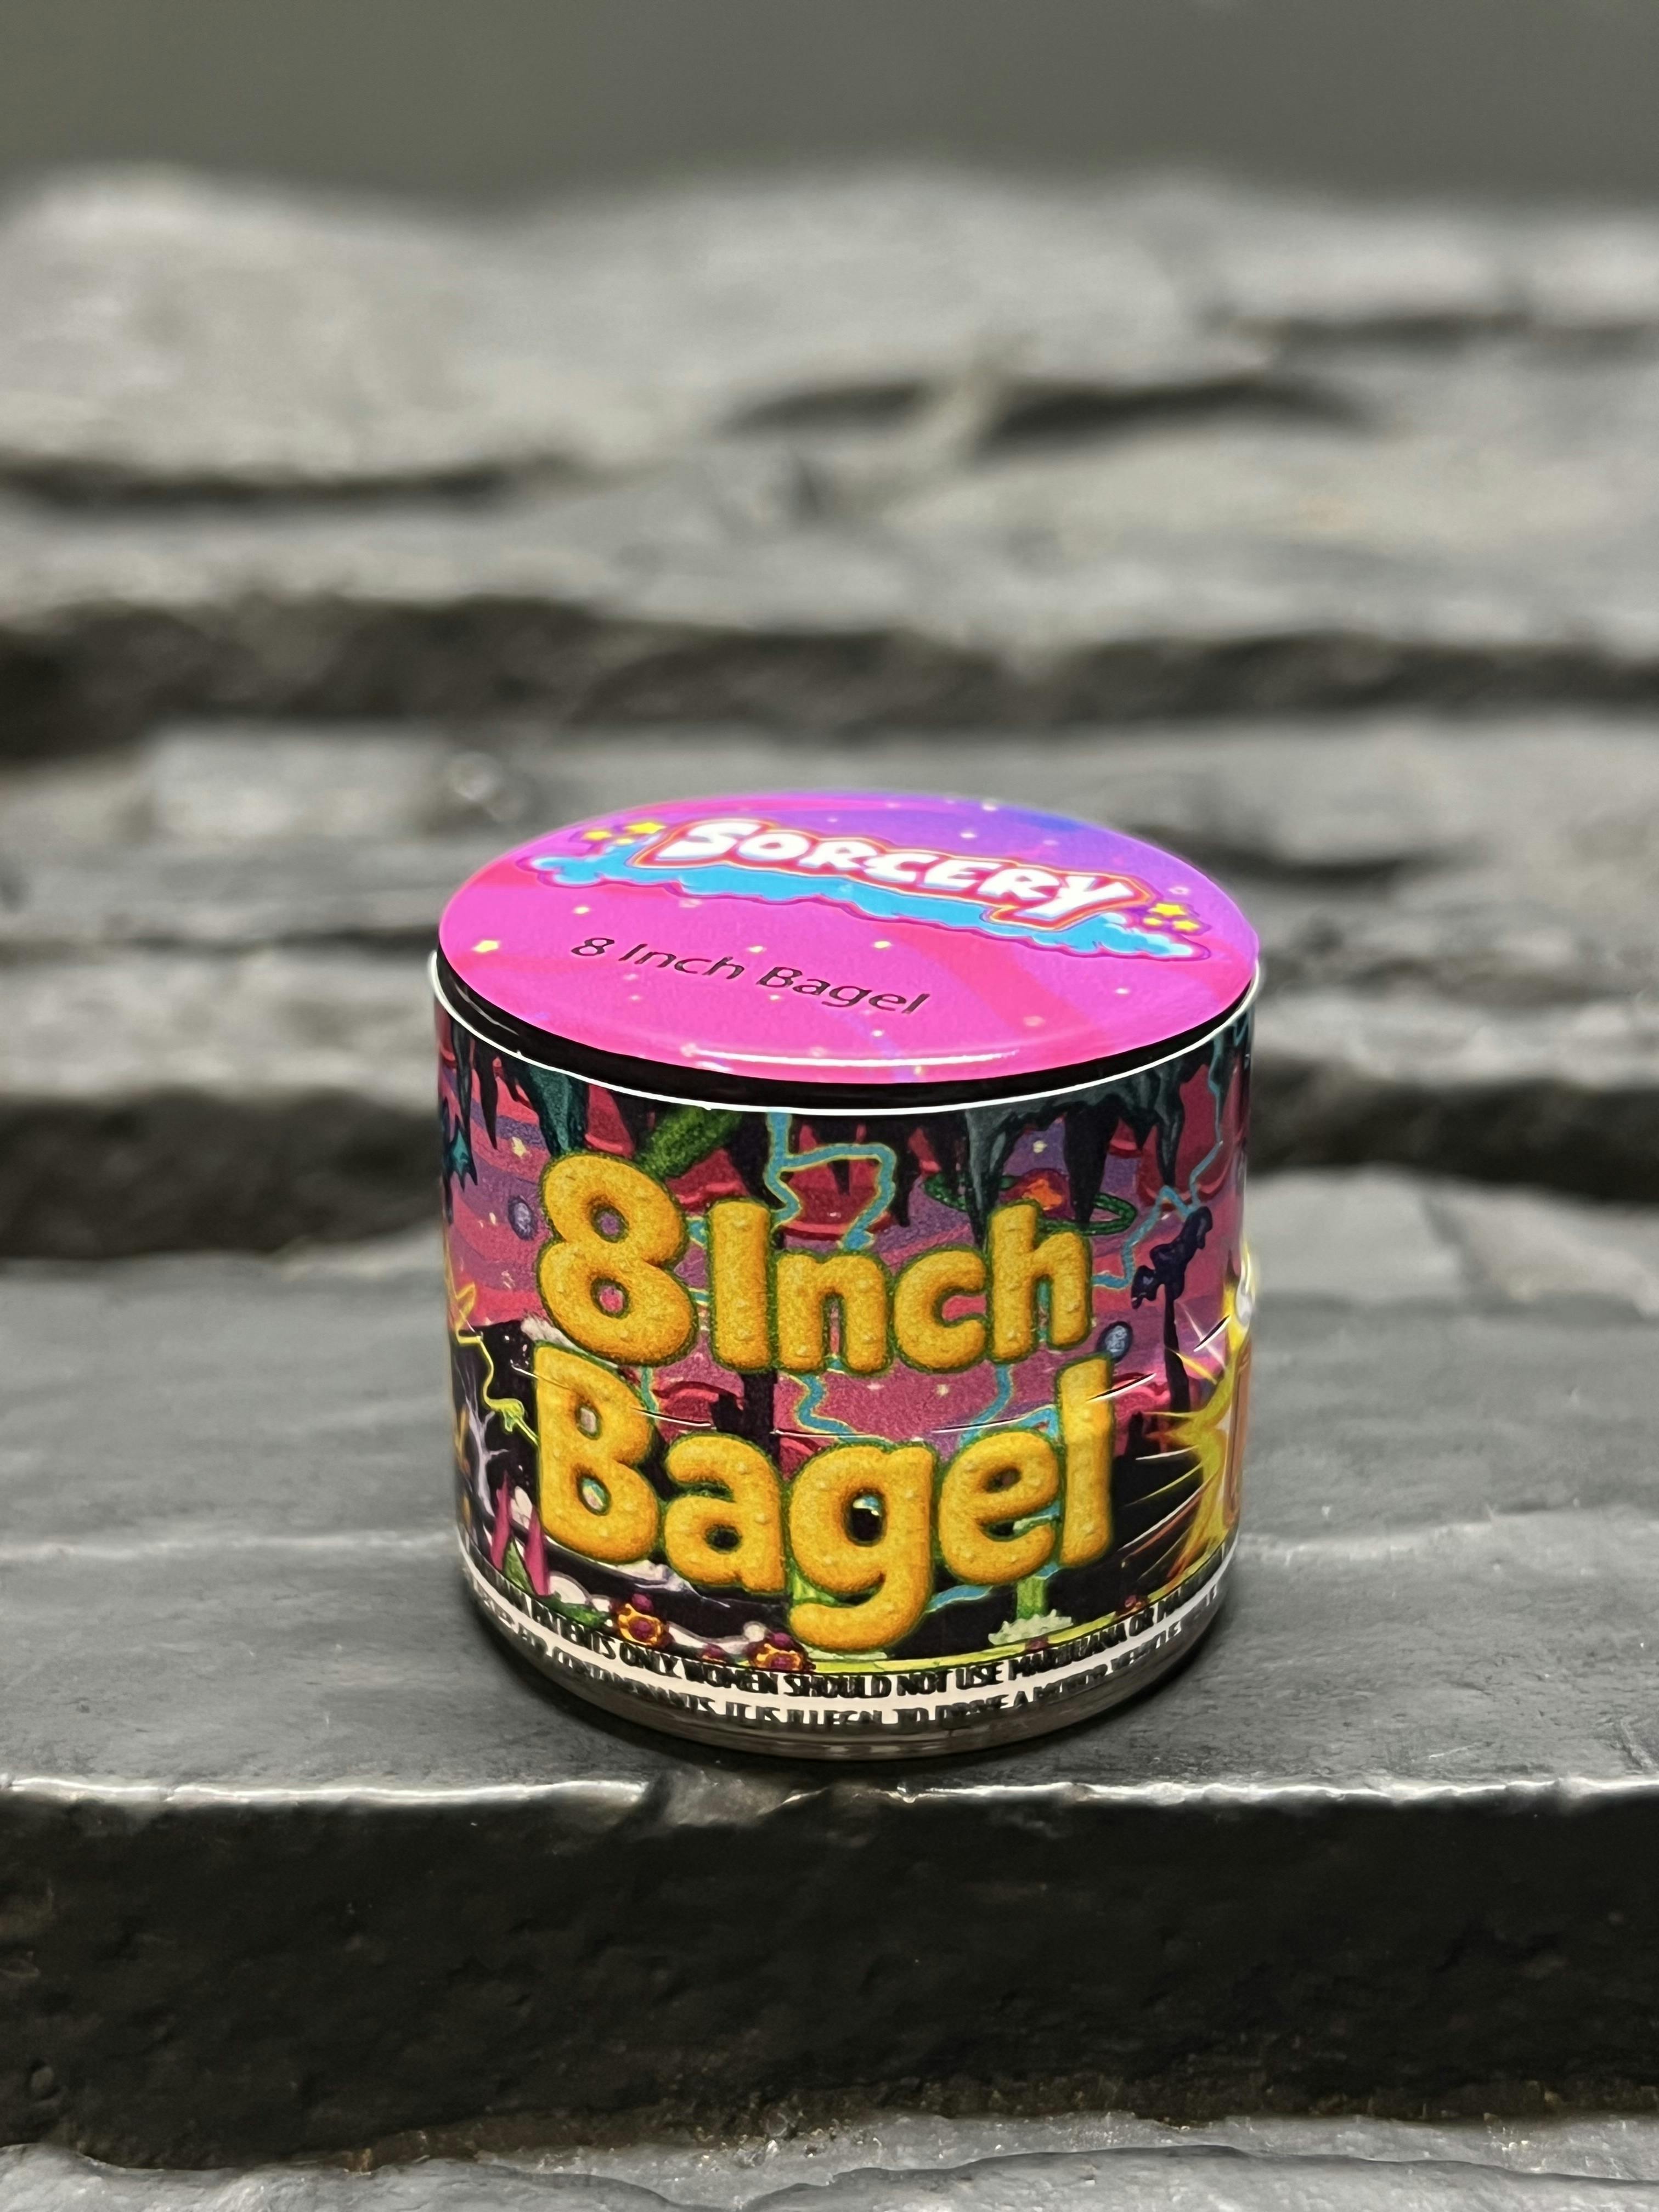 SORCERY
8 Inch Bagel
8 Inch
Bagel
PATIENTS ONLY. WOMEN SHOULD NOT USE MARIJUANA OR
FOR CONTAMINANTS. IT IS ILLEGAL TO DRIVE A MOTOR VEHICLE